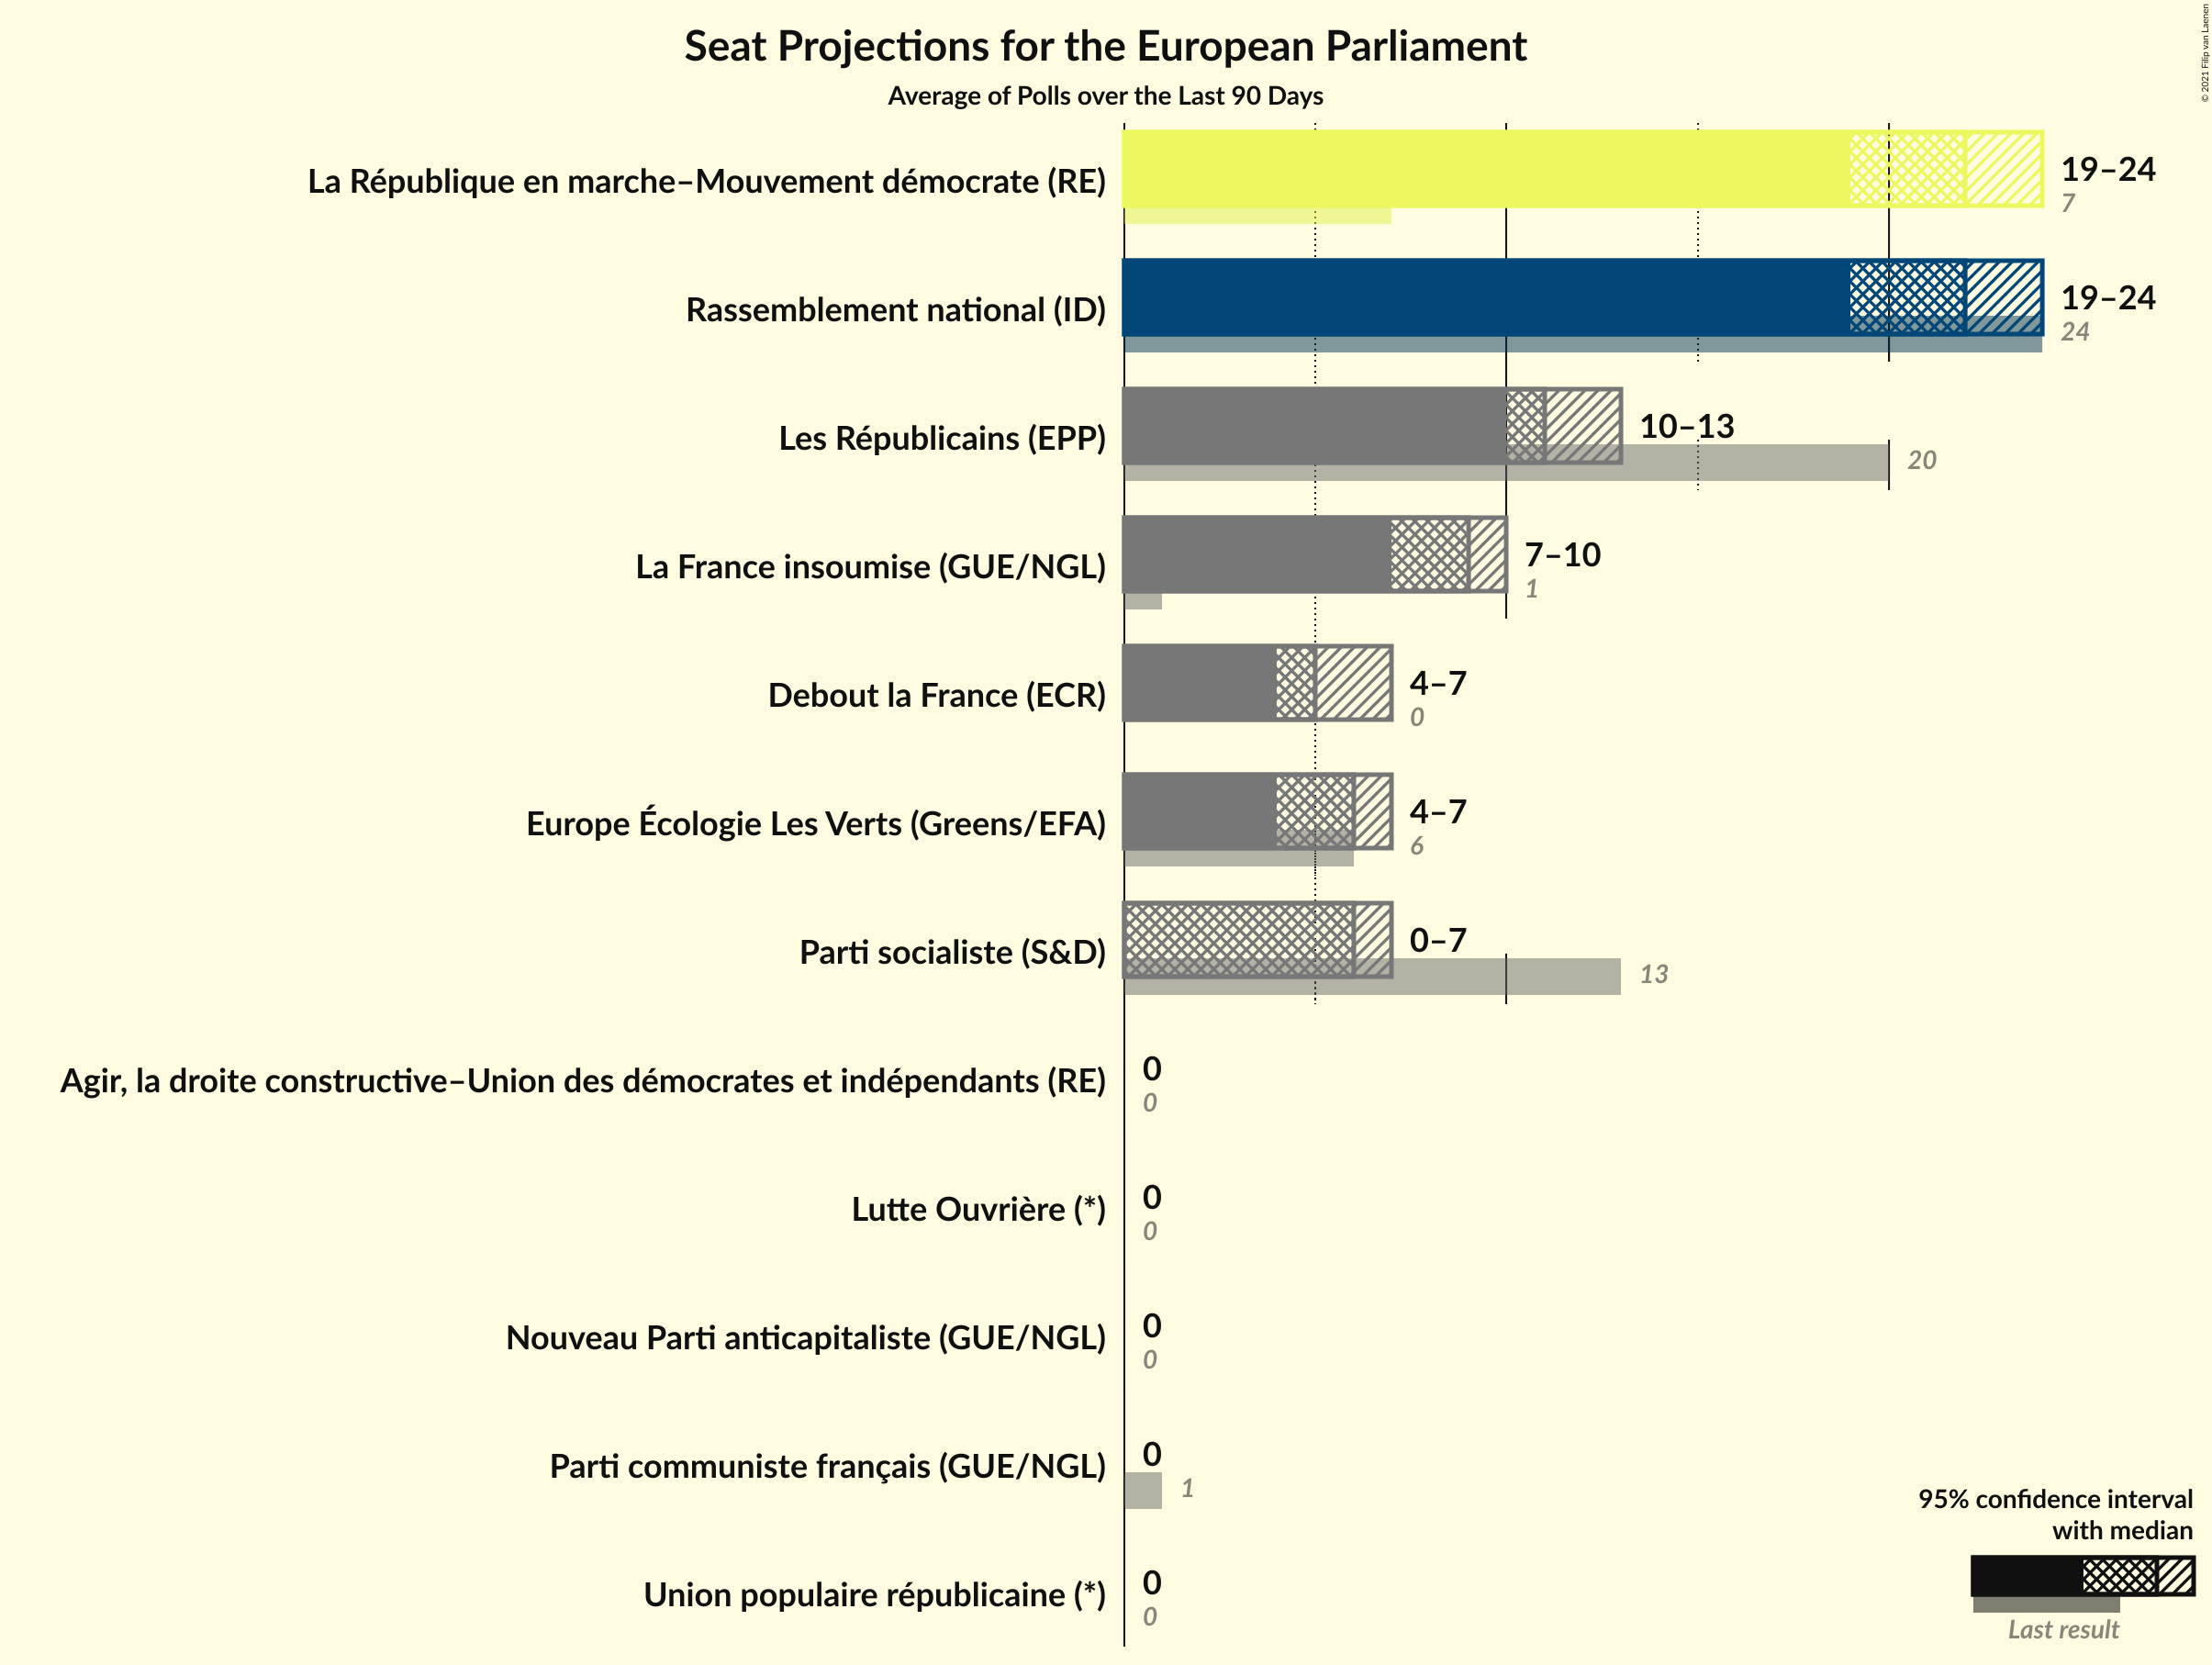 Seat Projections for the European Parliament
Average of Polls over the Last 90 Days
© 2021 Filip van Laenen
La République en marche–Mouvement démocrate (RE)
19–24
7
Rassemblement national (ID)
19–24
24
Les Républicains (EPP)
10–13
20
La France insoumise (GUE/NGL)
7–10
1
Debout la France (ECR)
4–7
0
Europe Écologie Les Verts (Greens/EFA)
4–7
6
Parti socialiste (S&D)
0–7
13
Agir, la droite constructive–Union des démocrates et indépendants (RE)
0
0
Lutte Ouvrière (*)
0
0
Nouveau Parti anticapitaliste (GUE/NGL)
0
0
Parti communiste français (GUE/NGL)
0
1
Union populaire républicaine (*)
0
0
95% confidence interval
with median
Last result